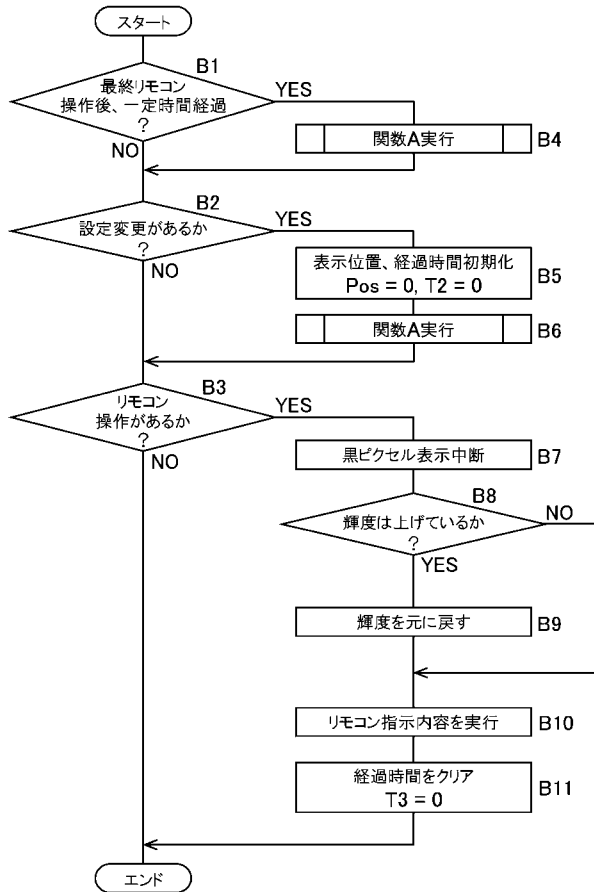 スタート
B1
最終リモコン
操作後、一定時間経過
?
YES
NO
関数A実行
B4
B2
設定変更があるか
?
YES
NO
表示位置、経過時間初期化
Pos = 0, T2 = 0
B5
関数A実行
B6
B3
リモコン
操作があるか
?
YES
NO
黒ピクセル表示中断
B7
B8
輝度は上げているか
?
NO
YES
輝度を元に戻す
B9
リモコン指示内容を実行
B10
経過時間をクリア
T3 = 0
B11
エンド